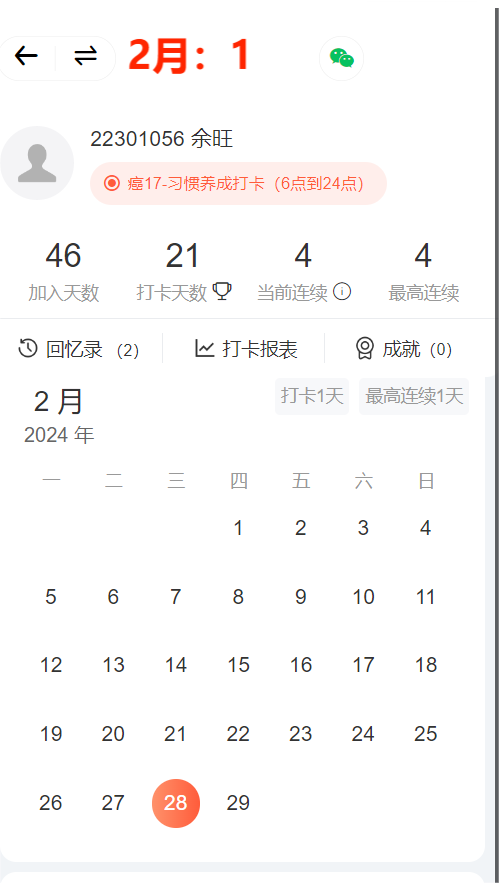 2月：1
22301056 余旺
癌17-习惯养成打卡（6点到24点）
46 21 4 4
加入天数 打卡天数 当前连续 最高连续
回忆录 （2） 打卡报表 成就（0）
2 月 打卡1天 最高连续1天
2024 年
一 二 三 四 五 六 日
1 2 3 4
5 6 7 8 9 10 11
12 13 14 15 16 17 18
19 20 21 22 23 24 25
26 27 28 29